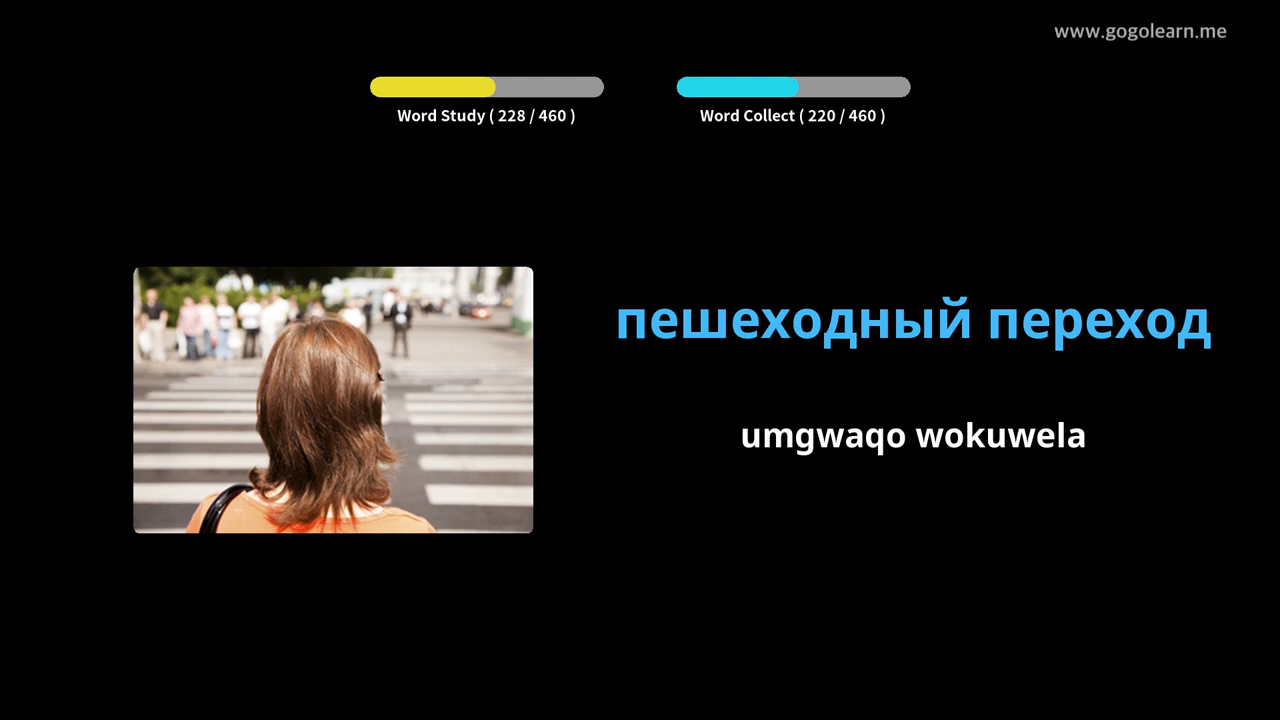 www.gogolearn.me
Word Study ( 228 / 460 )
Word Collect ( 220 / 460 )
пешеходный переход
umgwaqo wokuwela